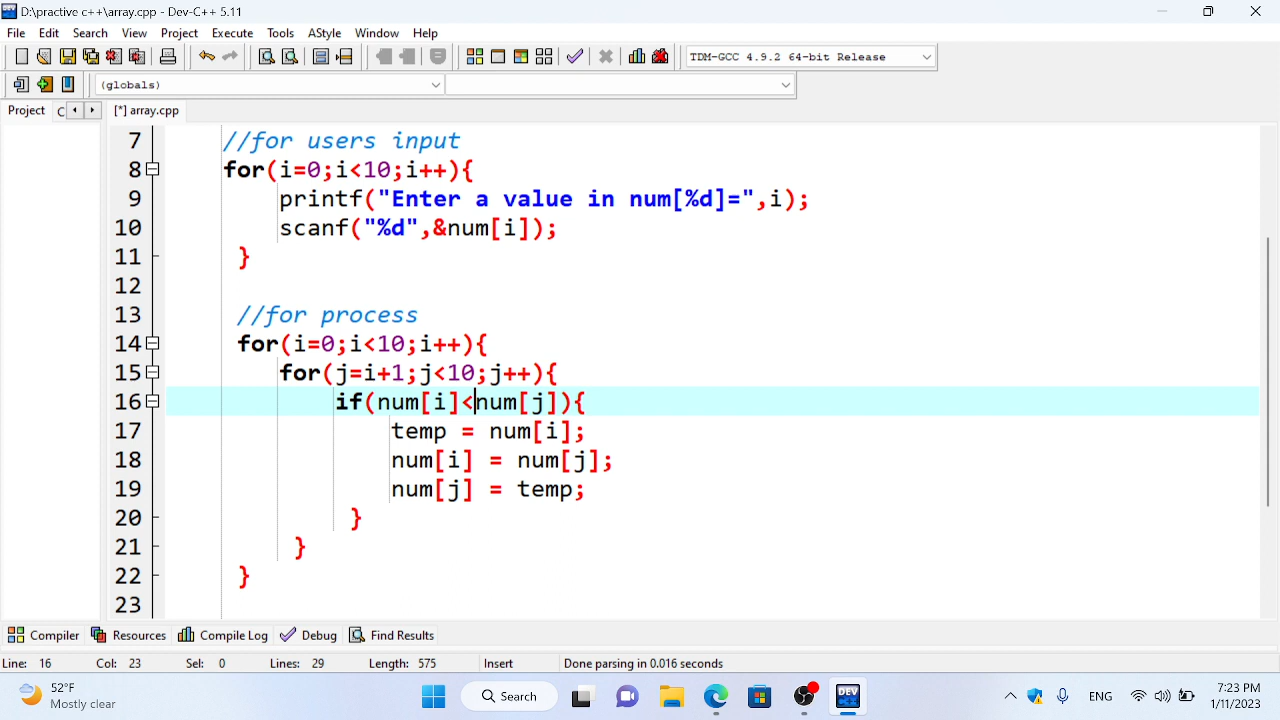 D:\practive c++\array.cpp - Dev-C++ 5.11
File Edit Search View Project Execute Tools AStyle Window Help
TDM-GCC 4.9.2 64-bit Release
(globals)
Project C [*] array.cpp
7 //for users input
8 for(i=0;i<10;i++){
9 printf("Enter a value in num[%d]=",i);
10 scanf("%d",&num[i]);
11 }
12
13 //for process
14 for(i=0;i<10;i++){
15 for(j=i+1;j<10;j++){
16 if(num[i]<num[j]){
17 temp = num[i];
18 num[i] = num[j];
19 num[j] = temp;
20 }
21 }
22 }
23
Compiler Resources Compile Log Debug Find Results
Line: 16 Col: 23 Sel: 0 Lines: 29 Length: 575 Insert Done parsing in 0.016 seconds
52°F
Mostly clear
Search
DEV
ENG
7:23 PM
1/11/2023